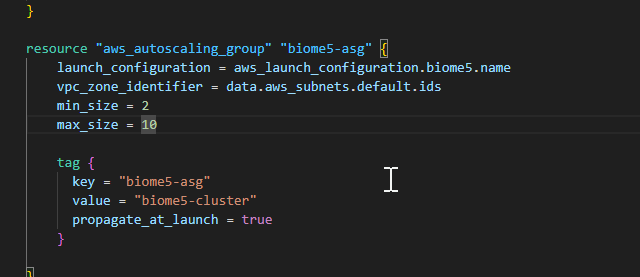 }
resource "aws_autoscaling_group" "biome5-asg" {
launch_configuration = aws_launch_configuration.biome5.name
vpc_zone_identifier = data.aws_subnets.default.ids
min_size = 2
max_size = 10
tag {
key = "biome5-asg"
value = "biome5-cluster"
propagate_at_launch = true
}
}